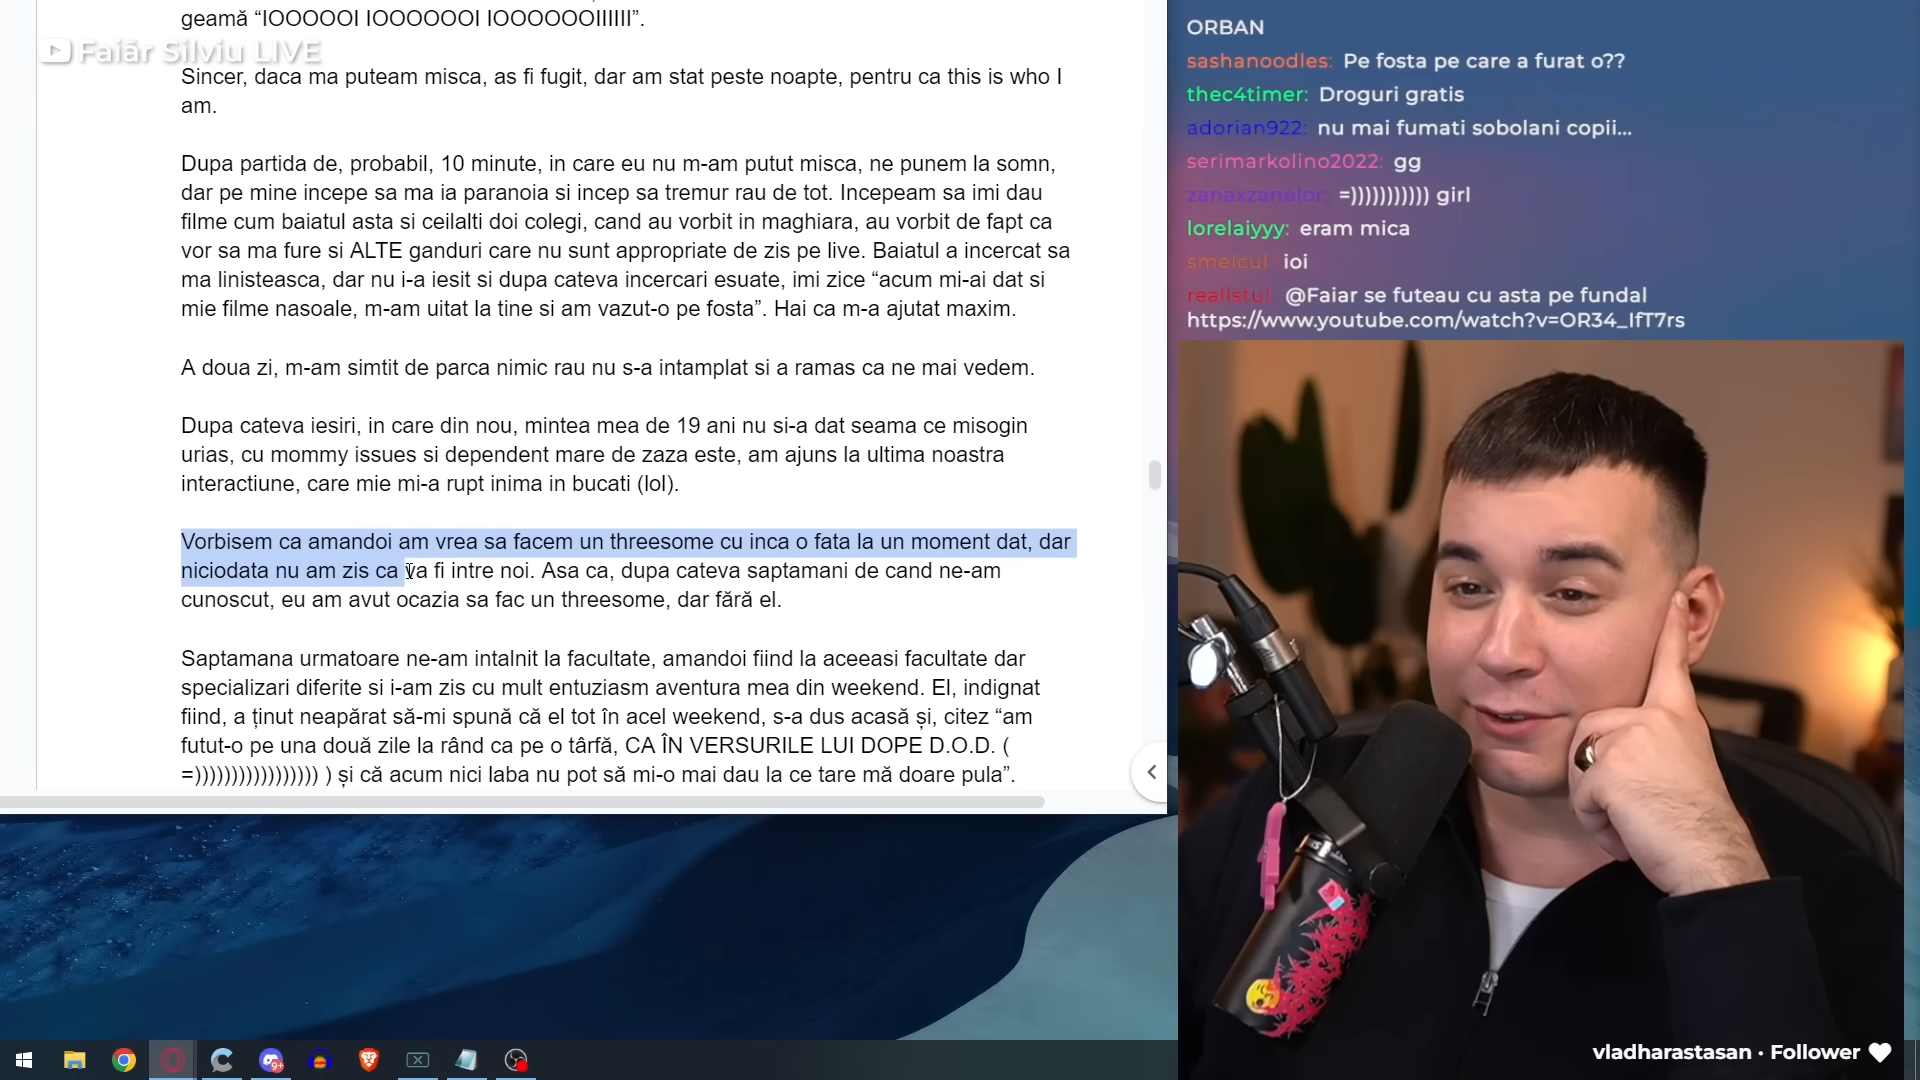 geamă “IOOOOOI IOOOOOOI IOOOOOOIIIIII”.
Faiăr Silviu LIVE
Sincer, daca ma puteam misca, as fi fugit, dar am stat peste noapte, pentru ca this is who I
am.
Dupa partida de, probabil, 10 minute, in care eu nu m-am putut misca, ne punem la somn,
dar pe mine incepe sa ma ia paranoia si incep sa tremur rau de tot. Incepeam sa imi dau
filme cum baiatul asta si ceilalti doi colegi, cand au vorbit in maghiara, au vorbit de fapt ca
vor sa ma fure si ALTE ganduri care nu sunt appropriate de zis pe live. Baiatul a incercat sa
ma linisteasca, dar nu i-a iesit si dupa cateva incercari esuate, imi zice “acum mi-ai dat si
mie filme nasoale, m-am uitat la tine si am vazut-o pe fosta”. Hai ca m-a ajutat maxim.
A doua zi, m-am simtit de parca nimic rau nu s-a intamplat si a ramas ca ne mai vedem.
Dupa cateva iesiri, in care din nou, mintea mea de 19 ani nu si-a dat seama ce misogin
urias, cu mommy issues si dependent mare de zaza este, am ajuns la ultima noastra
interactiune, care mie mi-a rupt inima in bucati (lol).
Vorbisem ca amandoi am vrea sa facem un threesome cu inca o fata la un moment dat, dar
niciodata nu am zis ca va fi intre noi. Asa ca, dupa cateva saptamani de cand ne-am
cunoscut, eu am avut ocazia sa fac un threesome, dar fără el.
Saptamana urmatoare ne-am intalnit la facultate, amandoi fiind la aceeasi facultate dar
specializari diferite si i-am zis cu mult entuziasm aventura mea din weekend. El, indignat
fiind, a ținut neapărat să-mi spună că el tot în acel weekend, s-a dus acasă și, citez “am
futut-o pe una două zile la rând ca pe o târfă, CA ÎN VERSURILE LUI DOPE D.O.D. (
=))))))))))))))))) ) și că acum nici laba nu pot să mi-o mai dau la ce tare mă doare pula”.
ORBAN
sashanoodles: Pe fosta pe care a furat o??
thec4timer: Droguri gratis
adorian922: nu mai fumati sobolani copii...
serimarkolino2022: gg
zanaxzanelor: =))))))))))) girl
lorelaiyyy: eram mica
smelcul: ioi
realistul: @Faiar se futeau cu asta pe fundal
https://www.youtube.com/watch?v=OR34_IfT7rs
9+
vladharastasan · Follower